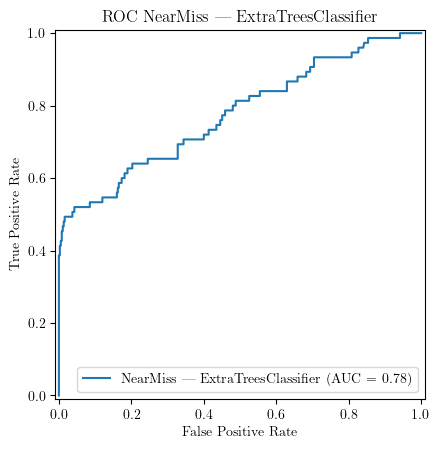 ROC NearMiss — ExtraTreesClassifier
1.0
0.8
0.6
0.4
0.2
0.0
True Positive Rate
NearMiss — ExtraTreesClassifier (AUC = 0.78)
0.0 0.2 0.4 0.6 0.8 1.0
False Positive Rate